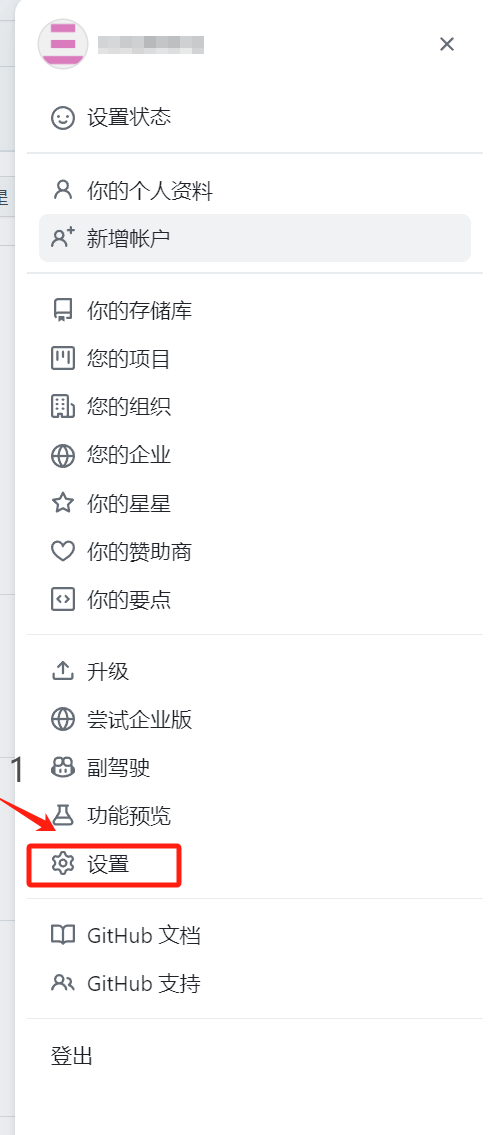 设置状态
你的个人资料
新增帐户
星
你的存储库
您的项目
您的组织
您的企业
你的星星
你的赞助商
你的要点
升级
尝试企业版
1
副驾驶
功能预览
设置
GitHub 文档
GitHub 支持
登出